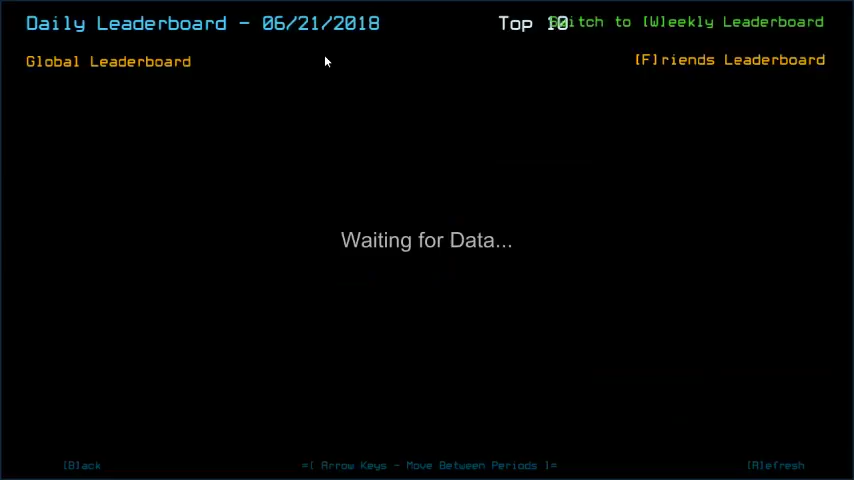 Daily Leaderboard - 06/21/2018
Top 10
Switch to [W]eekly Leaderboard
Global Leaderboard
[F]riends Leaderboard
Waiting for Data...
[B]ack
=[ Arrow Keys - Move Between Periods ]=
[R]efresh